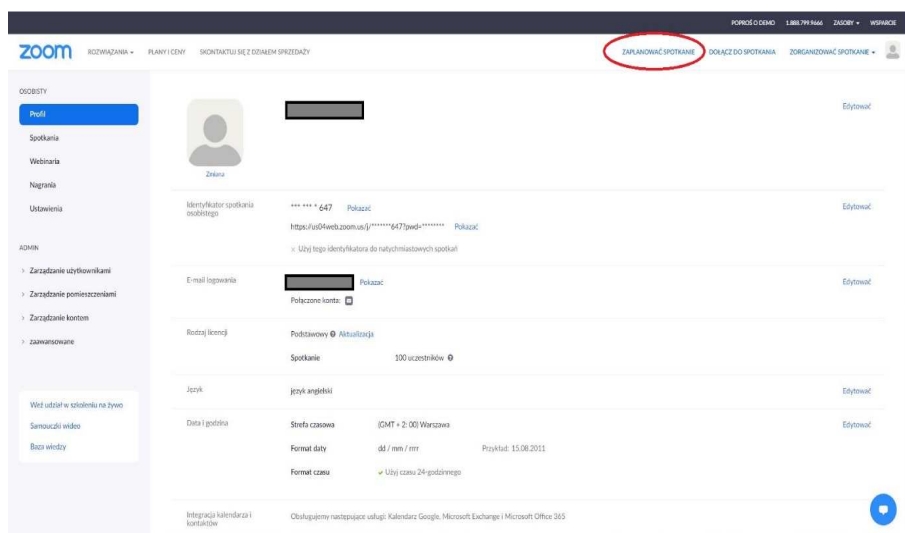 POPROŚ O DEMO 1.888.799.9666 ZASOBY WSPARCIE
zoom ROZWIĄZANIA PLANY I CENY SKONTAKTUJ SIĘ Z DZIAŁEM SPRZEDAŻY ZAPLANOWAĆ SPOTKANIE DOŁĄCZ DO SPOTKANIA ZORGANIZOWAĆ SPOTKANIE
OSOBISTY
Profil
Spotkania
Webinaria
Nagrania
Ustawienia
ADMIN
Zarządzanie użytkownikami
Zarządzanie pomieszczeniami
Zarządzanie kontem
zaawansowane
Weź udział w szkoleniu na żywo
Samouczki wideo
Baza wiedzy
Edytować
Zmiana
Identyfikator spotkania osobistego
*** *** * 647 Pokazać Edytować
https://us04web.zoom.us/j/*******647?pwd=******** Pokazać
× Użyj tego identyfikatora do natychmiastowych spotkań
E-mail logowania Pokazać Edytować
Połączone konta:
Rodzaj licencji Podstawowy Aktualizacja
Spotkanie 100 uczestników
Język język angielski Edytować
Data i godzina Strefa czasowa (GMT + 2: 00) Warszawa Edytować
Format daty dd / mm / rrrr Przykład: 15.08.2011
Format czasu Użyj czasu 24-godzinnego
Integracja kalendarza i kontaktów
Obsługujemy następujące usługi: Kalendarz Google, Microsoft Exchange i Microsoft Office 365